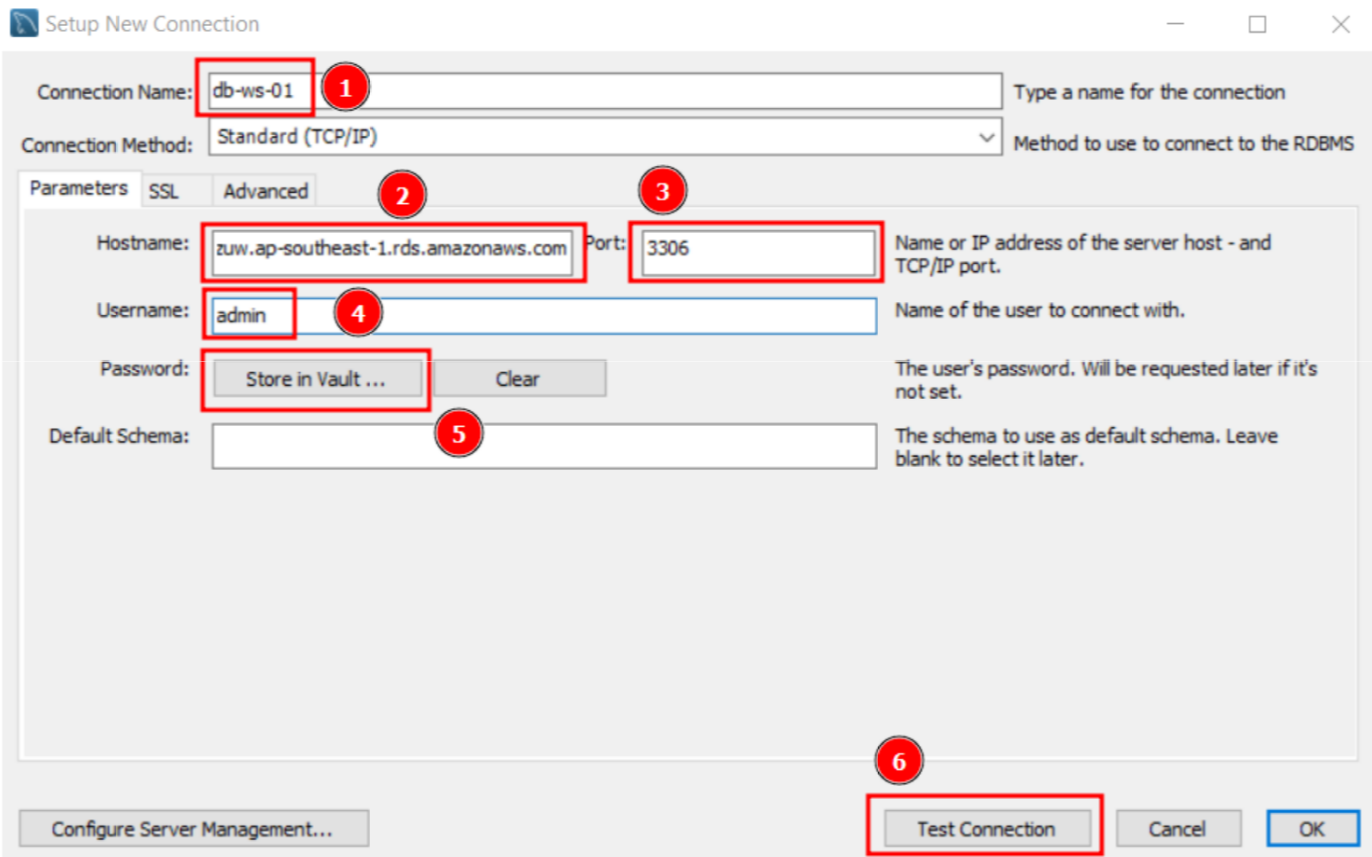 Setup New Connection
Connection Name: db-ws-01 1 Type a name for the connection
Connection Method: Standard (TCP/IP) Method to use to connect to the RDBMS
Parameters SSL Advanced 2 3
Hostname: zuw.ap-southeast-1.rds.amazonaws.com Port: 3306 Name or IP address of the server host - and
TCP/IP port.
Username: admin 4 Name of the user to connect with.
Password: Store in Vault ... Clear The user's password. Will be requested later if it's
not set.
5
Default Schema: The schema to use as default schema. Leave
blank to select it later.
6
Configure Server Management... Test Connection Cancel OK